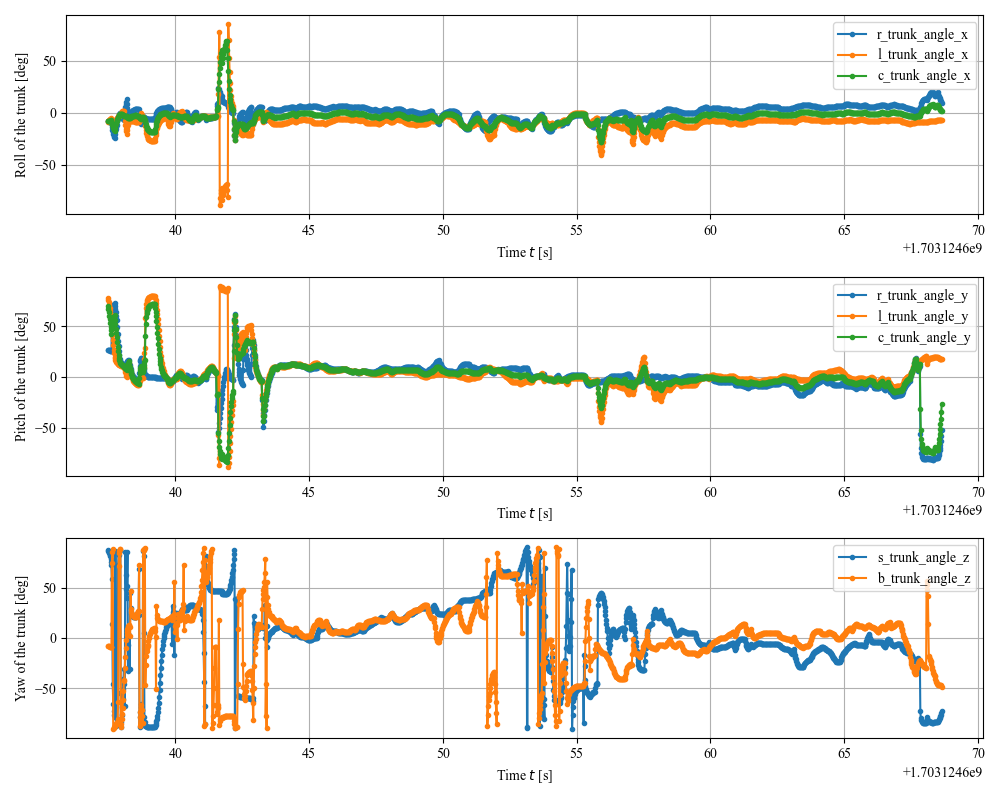 Roll of the trunk [deg]
50
0
−50
r_trunk_angle_x
l_trunk_angle_x
c_trunk_angle_x
40 45 50 55 60 65 70
Time t [s]
+1.7031246e9
Pitch of the trunk [deg]
50
0
−50
r_trunk_angle_y
l_trunk_angle_y
c_trunk_angle_y
40 45 50 55 60 65 70
Time t [s]
+1.7031246e9
Yaw of the trunk [deg]
50
0
−50
s_trunk_angle_z
b_trunk_angle_z
40 45 50 55 60 65 70
Time t [s]
+1.7031246e9